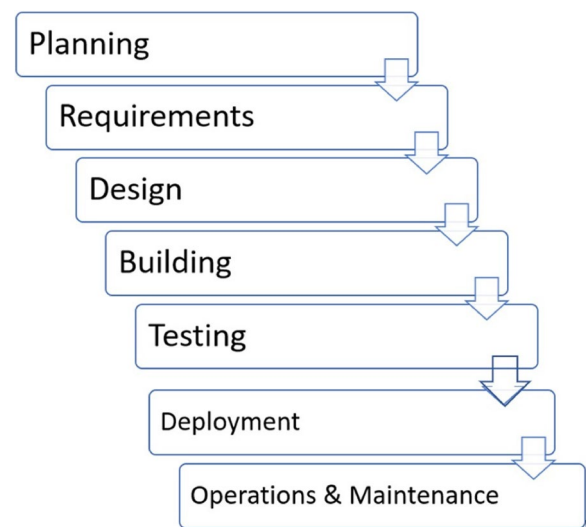 Planning
Requirements
Design
Building
Testing
Deployment
Operations & Maintenance